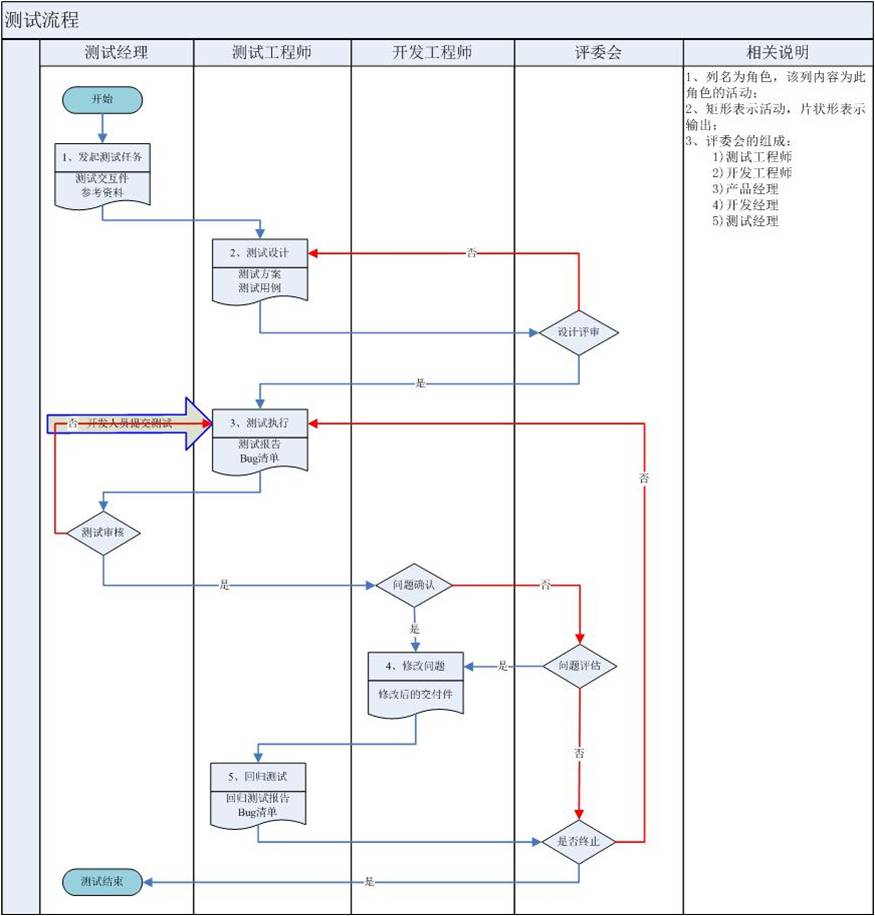 测试流程
测试经理
测试工程师
开发工程师
评委会
相关说明
1、列名为角色，该列内容为此
角色的活动；
2、矩形表示活动，片状形表示
输出；
3、评委会的组成：
1)测试工程师
2)开发工程师
3)产品经理
4)开发经理
5)测试经理
开始
1、发起测试任务
测试交互件
参考资料
2、测试设计
测试方案
测试用例
否
设计评审
是
否
开发人员提交测试
3、测试执行
测试报告
Bug清单
否
测试审核
是
问题确认
否
是
4、修改问题
修改后的交付件
是
问题评估
否
5、回归测试
回归测试报告
Bug清单
是否终止
测试结束
是